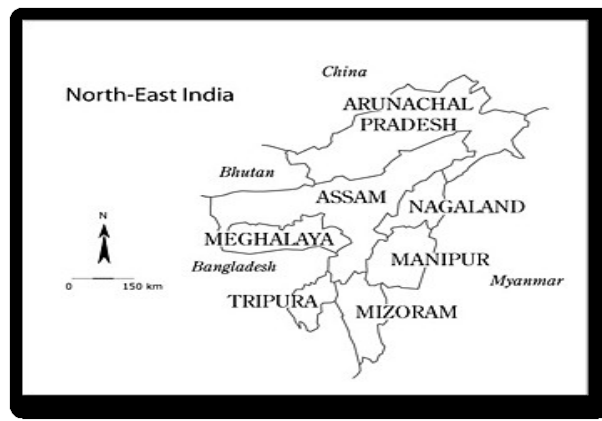 China
North-East India
ARUNACHAL
PRADESH
Bhutan
ASSAM
NAGALAND
N
MEGHALAYA
MANIPUR
Bangladesh
Myanmar
0 150 km
TRIPURA
MIZORAM